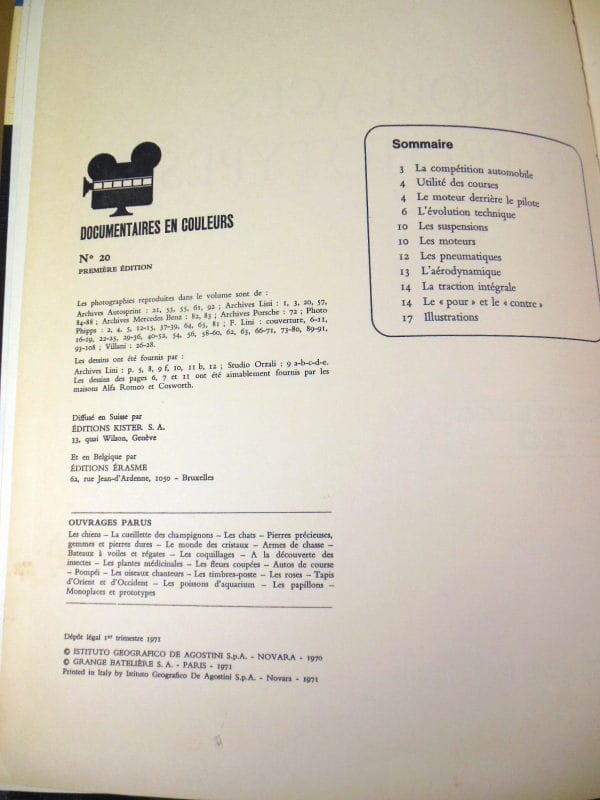 DOCUMENTAIRES EN COULEURS
Nº 20
PREMIÈRE ÉDITION
Les photographies reproduites dans le volume sont de :
Archives Autosprint : 21, 53, 55, 61, 92 ; Archives Lini : 1, 3, 20, 57,
84-88 ; Archives Mercedes Benz : 82, 83 ; Archives Porsche : 72 ; Photo
Phipps : 2, 4, 5, 12-15, 37-39, 64, 65, 81 ; F. Lini : couverture, 6-11,
16-19, 22-25, 29-36, 40-52, 54, 56, 58-60, 62, 63, 66-71, 73-80, 89-91,
93-108 ; Villani : 26-28.
Les dessins ont été fournis par :
Archives Lini : p. 5, 8, 9 f, 10, 11 b, 12 ; Studio Orzali : 9 a-b-c-d-e.
Les dessins des pages 6, 7 et 11 ont été aimablement fournis par les
maisons Alfa Romeo et Cosworth.
Diffusé en Suisse par
ÉDITIONS KISTER S. A.
33, quai Wilson, Genève
Et en Belgique par
ÉDITIONS ÉRASME
62, rue Jean-d'Ardenne, 1050 - Bruxelles
OUVRAGES PARUS
Les chiens – La cueillette des champignons – Les chats – Pierres précieuses,
gemmes et pierres dures – Le monde des cristaux – Armes de chasse –
Bateaux à voiles et régates – Les coquillages – A la découverte des
insectes – Les plantes médicinales – Les fleurs coupées – Autos de course
– Pompéi – Les oiseaux chanteurs – Les timbres-poste – Les roses – Tapis
d'Orient et d'Occident – Les poissons d'aquarium – Les papillons –
Monoplaces et prototypes
Dépôt légal 1er trimestre 1971
© ISTITUTO GEOGRAFICO DE AGOSTINI S.p.A. - NOVARA - 1970
© GRANGE BATELIÈRE S. A. - PARIS - 1971
Printed in Italy by Istituto Geografico De Agostini S.p.A. - Novara - 1971
Sommaire
3 La compétition automobile
4 Utilité des courses
4 Le moteur derrière le pilote
6 L'évolution technique
10 Les suspensions
10 Les moteurs
12 Les pneumatiques
13 L'aérodynamique
14 La traction intégrale
14 Le « pour » et le « contre »
17 Illustrations